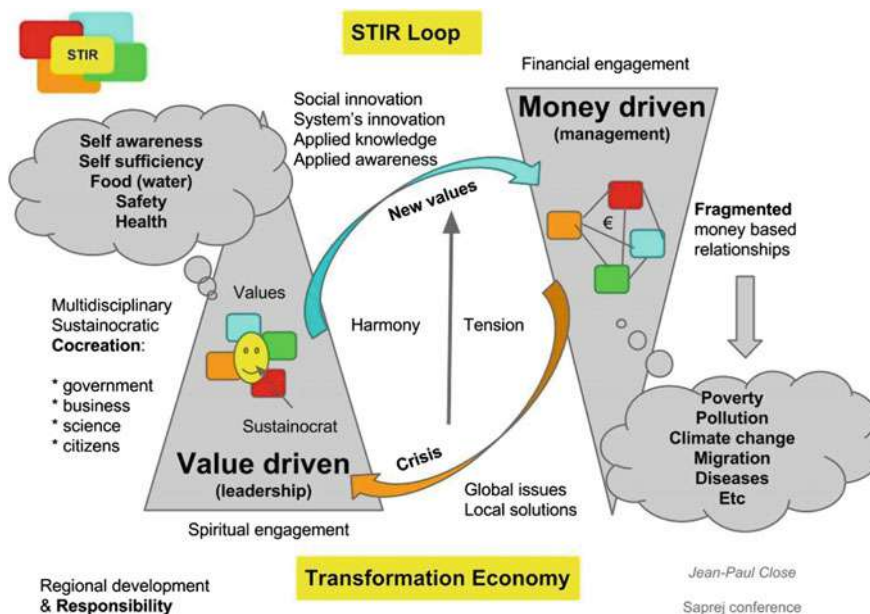 STIR Loop
STIR
Financial engagement
Social innovation
System's innovation
Applied knowledge
Applied awareness
Money driven
(management)
Self awareness
Self sufficiency
Food (water)
Safety
Health
New values
€
Fragmented
money based
relationships
Multidisciplinary
Sustainocratic
Cocreation:
* government
* business
* science
* citizens
Values
Harmony
Tension
Sustainocrat
Value driven
(leadership)
Crisis
Poverty
Pollution
Climate change
Migration
Diseases
Etc
Global issues
Local solutions
Spiritual engagement
Regional development
& Responsibility
Transformation Economy
Jean-Paul Close
Saprej conference